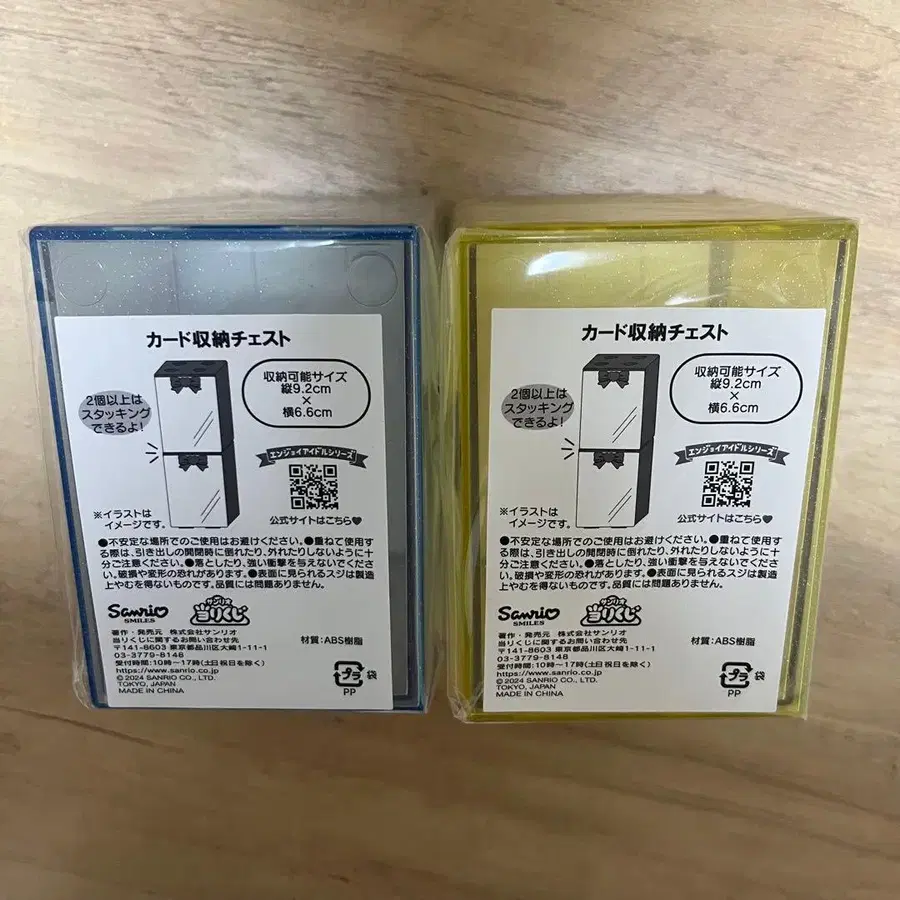 カード収納チェスト
2個以上は
スタッキング
できるよ!
収納可能サイズ
縦9.2cm
×
横6.6cm
エンジョイアイドルシリーズ
公式サイトはこちら♥
※イラストは
イメージです。
●不安定な場所でのご使用はお避けください。●重ねて使用す
る際は、引き出しの開閉時に倒れたり、外れたりしないように十
分ご注意ください。●落としたり、強い衝撃を与えないでくだ
さい。破損や変形の恐れがあります。●表面に見られるスジは製造
上やむを得ないものです。品質には問題ありません。
Sanrio
SMILES
サンリオ
当りくじ
著作・発売元 株式会社サンリオ
当りくじに関するお問い合わせ先
〒141-8603 東京都品川区大崎1-11-1
03-3779-8148
受付時間:10時〜17時(土日祝日を除く)
https://www.sanrio.co.jp
©2024 SANRIO CO., LTD.
TOKYO, JAPAN
MADE IN CHINA
材質:ABS樹脂
プラ
袋
PP
カード収納チェスト
2個以上は
スタッキング
できるよ!
収納可能サイズ
縦9.2cm
×
横6.6cm
エンジョイアイドルシリーズ
公式サイトはこちら♥
※イラストは
イメージです。
●不安定な場所でのご使用はお避けください。●重ねて使用
する際は、引き出しの開閉時に倒れたり、外れたりしないように十
分ご注意ください。●落としたり、強い衝撃を与えないでくださ
い。破損や変形の恐れがあります。●表面に見られるスジは製造
上やむを得ないものです。品質には問題ありません。
Sanrio
SMILES
サンリオ
当りくじ
著作・発売元 株式会社サンリオ
当りくじに関するお問い合わせ先
〒141-8603 東京都品川区大崎1-11-1
03-3779-8148
受付時間:10時〜17時(土日祝日を除く)
https://www.sanrio.co.jp
©2024 SANRIO CO., LTD.
TOKYO, JAPAN
MADE IN CHINA
材質:ABS樹脂
プラ
袋
PP